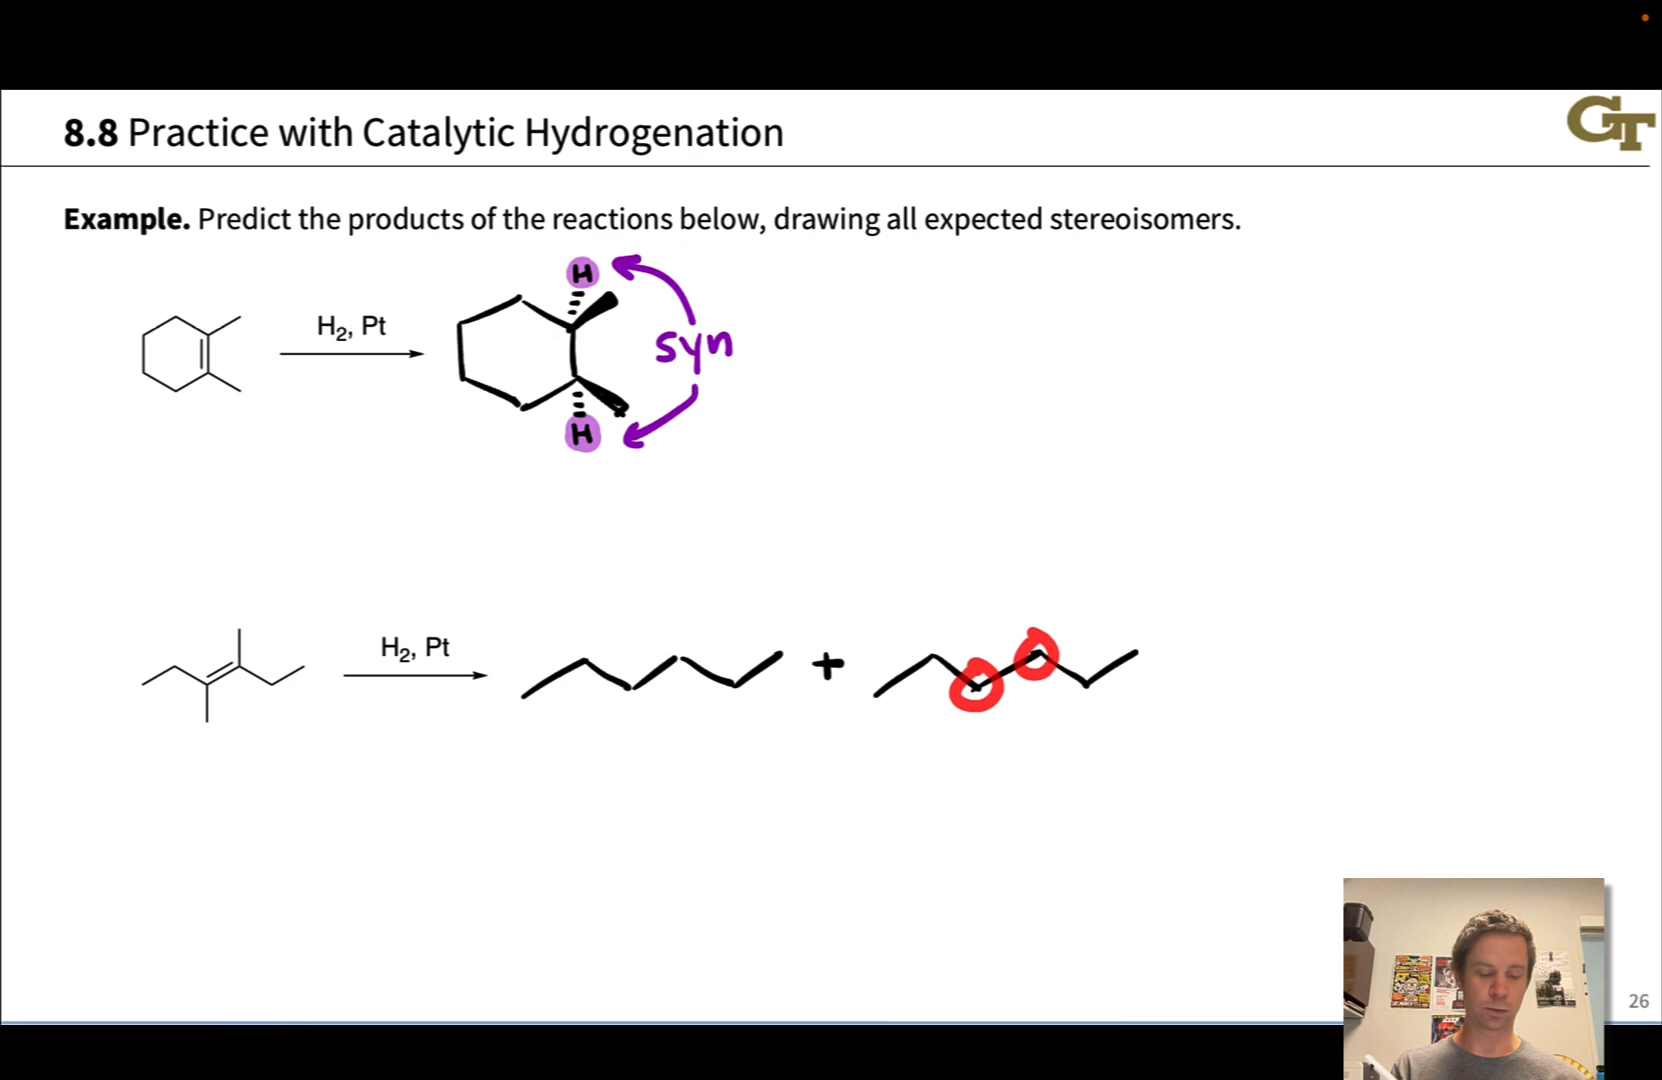 GT
8.8 Practice with Catalytic Hydrogenation
Example. Predict the products of the reactions below, drawing all expected stereoisomers.
H
H₂, Pt
syn
H
H₂, Pt
+
26